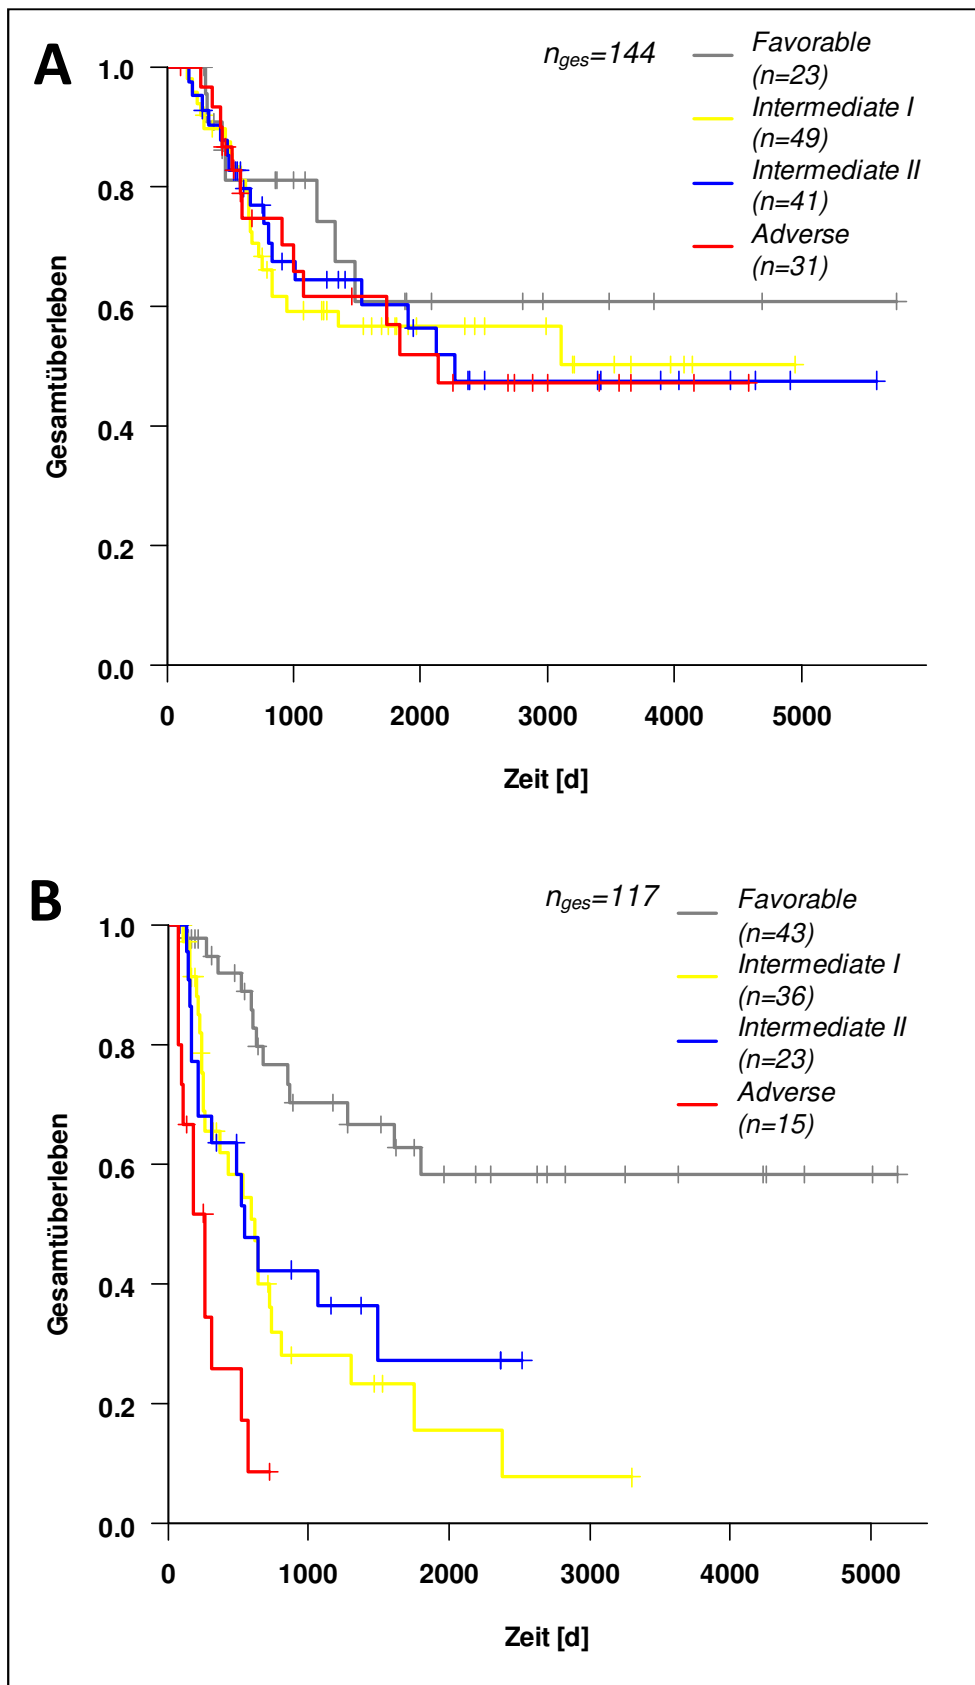 A
n_ges=144
Favorable
(n=23)
Intermediate I
(n=49)
Intermediate II
(n=41)
Adverse
(n=31)
Gesamtüberleben
1.0
0.8
0.6
0.4
0.2
0.0
0 1000 2000 3000 4000 5000
Zeit [d]
B
n_ges=117
Favorable
(n=43)
Intermediate I
(n=36)
Intermediate II
(n=23)
Adverse
(n=15)
Gesamtüberleben
1.0
0.8
0.6
0.4
0.2
0.0
0 1000 2000 3000 4000 5000
Zeit [d]